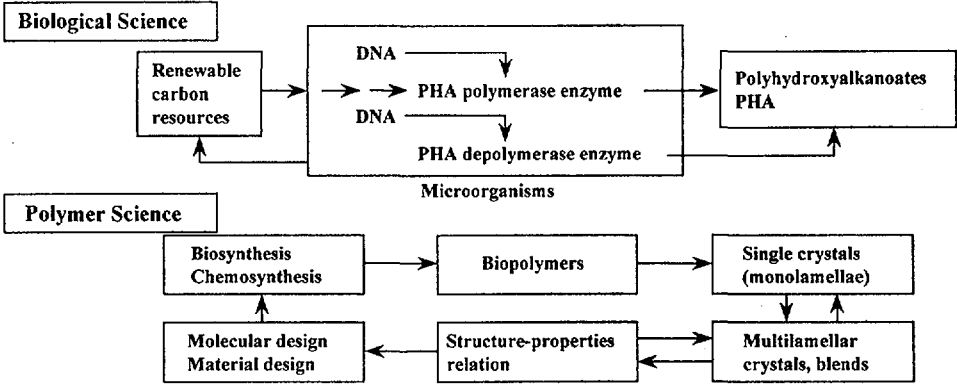 Biological Science
DNA
Renewable
carbon
resources
PHA polymerase enzyme
Polyhydroxyalkanoates
PHA
DNA
PHA depolymerase enzyme
Microorganisms
Polymer Science
Biosynthesis
Chemosynthesis
Biopolymers
Single crystals
(monolamellae)
Molecular design
Material design
Structure-properties
relation
Multilamellar
crystals, blends